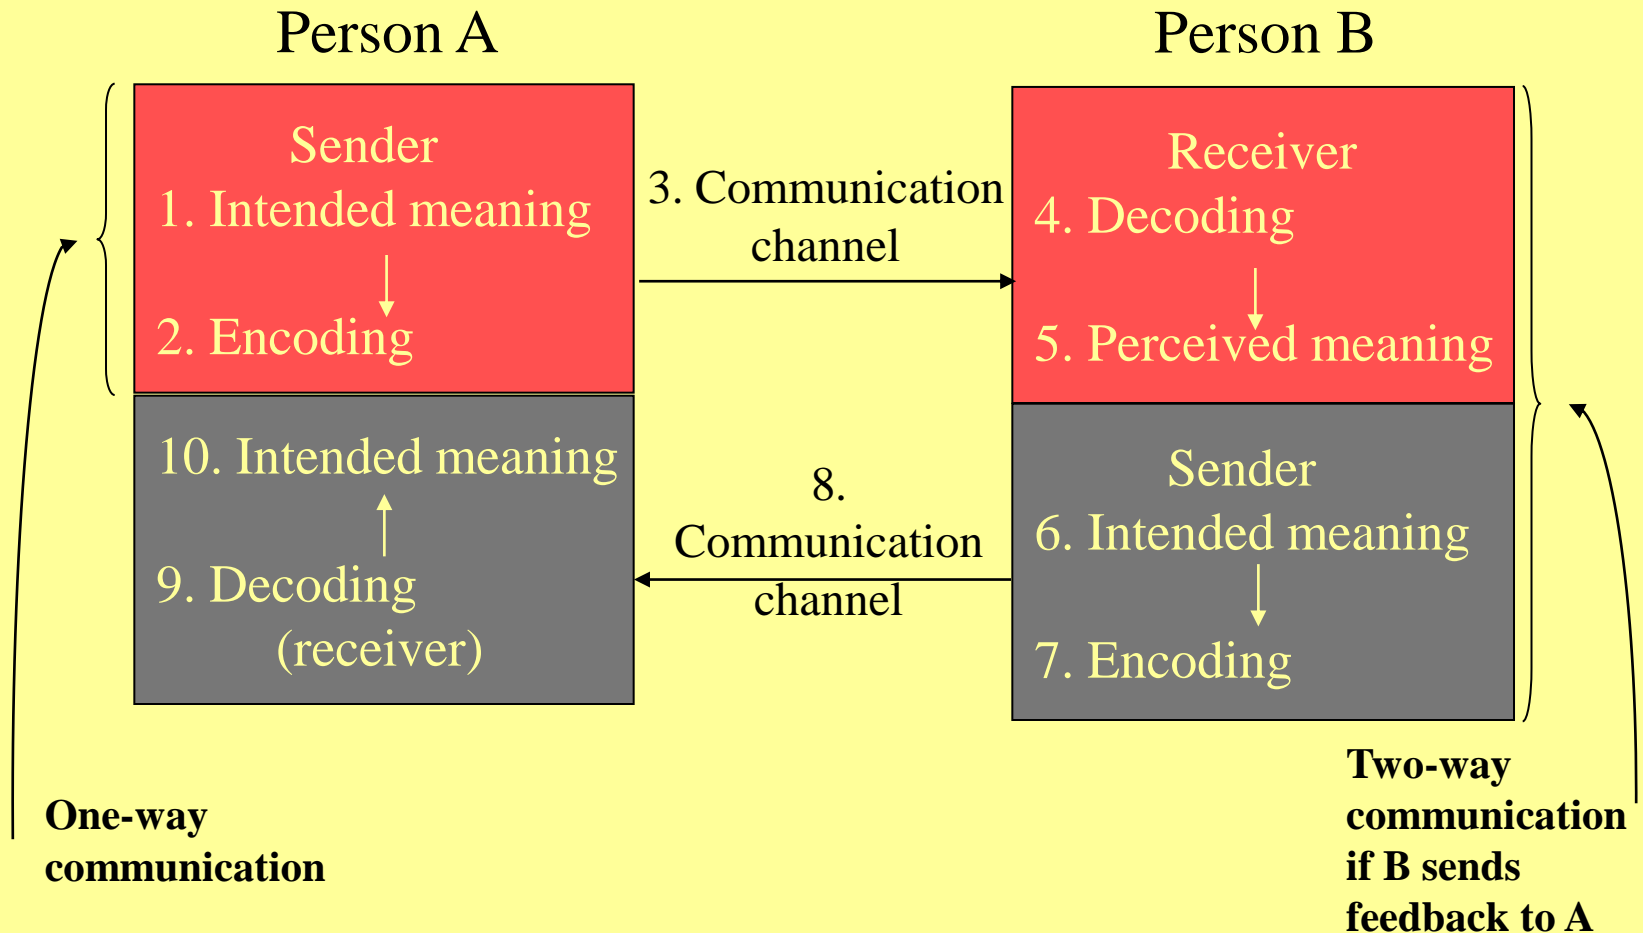 Person A
Person B
Sender
1. Intended meaning
2. Encoding
3. Communication
channel
Receiver
4. Decoding
5. Perceived meaning
10. Intended meaning
9. Decoding
(receiver)
8.
Communication
channel
Sender
6. Intended meaning
7. Encoding
One-way
communication
Two-way
communication
if B sends
feedback to A